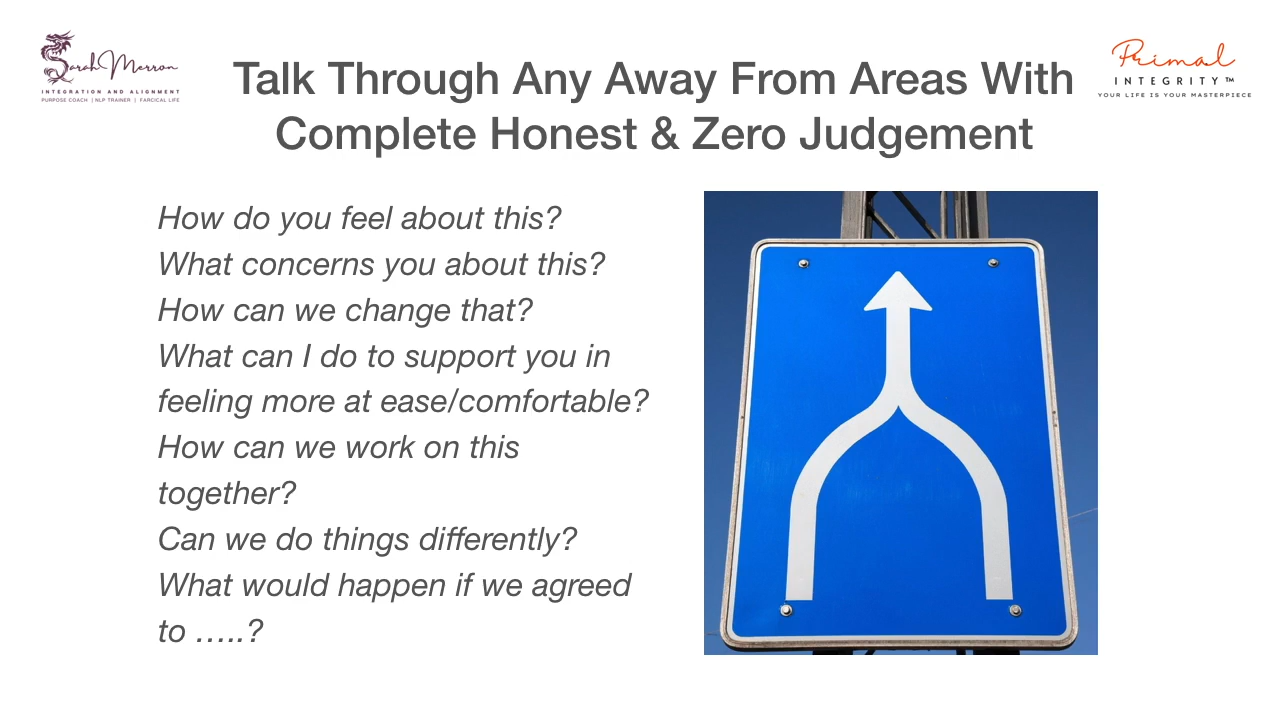 Sarah Merron
INTEGRATION AND ALIGNMENT
PURPOSE COACH | NLP TRAINER | FARCICAL LIFE
Talk Through Any Away From Areas With
Complete Honest & Zero Judgement
Primal
INTEGRITY™
YOUR LIFE IS YOUR MASTERPIECE
How do you feel about this?
What concerns you about this?
How can we change that?
What can I do to support you in
feeling more at ease/comfortable?
How can we work on this
together?
Can we do things differently?
What would happen if we agreed
to …..?